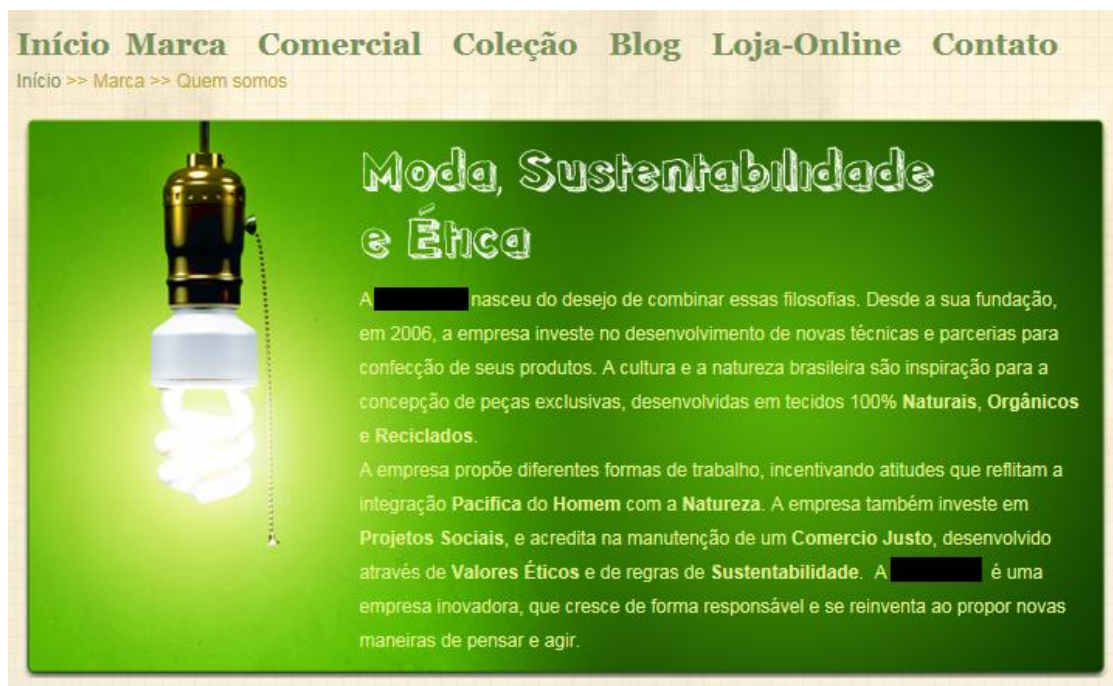 Início Marca Comercial Coleção Blog Loja-Online Contato
Início >> Marca >> Quem somos
Moda, Sustentabilidade
e Ética
A nasceu do desejo de combinar essas filosofias. Desde a sua fundação,
em 2006, a empresa investe no desenvolvimento de novas técnicas e parcerias para
confecção de seus produtos. A cultura e a natureza brasileira são inspiração para a
concepção de peças exclusivas, desenvolvidas em tecidos 100% Naturais, Orgânicos
e Reciclados.
A empresa propõe diferentes formas de trabalho, incentivando atitudes que reflitam a
integração Pacifica do Homem com a Natureza. A empresa também investe em
Projetos Sociais, e acredita na manutenção de um Comercio Justo, desenvolvido
através de Valores Éticos e de regras de Sustentabilidade. A é uma
empresa inovadora, que cresce de forma responsável e se reinventa ao propor novas
maneiras de pensar e agir.